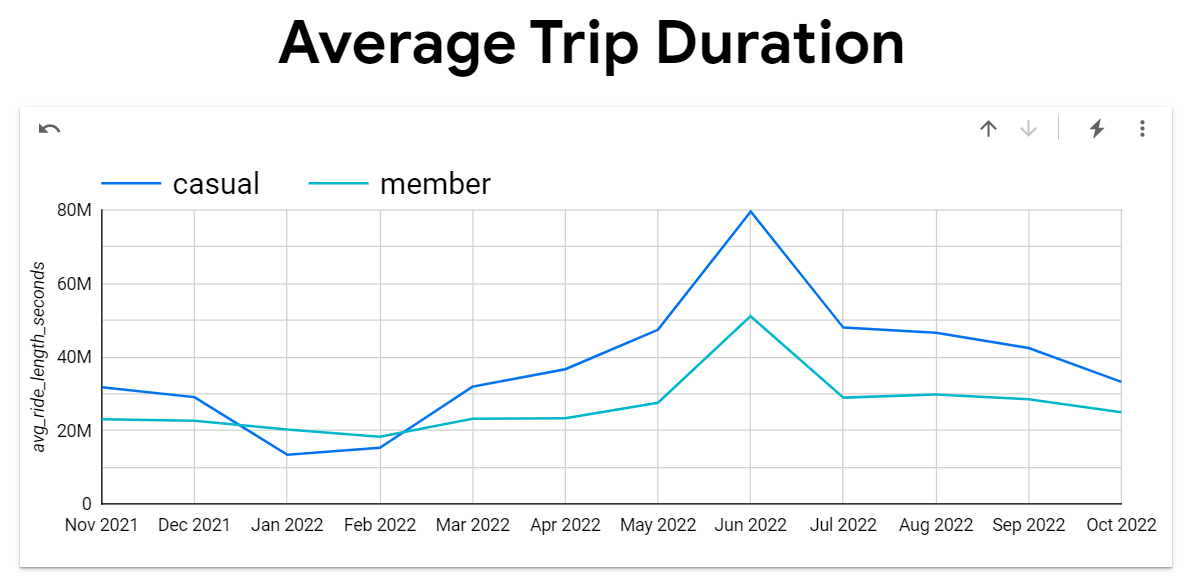 Average Trip Duration
casual member
80M
60M
40M
20M
0
avg_ride_length_seconds
Nov 2021 Dec 2021 Jan 2022 Feb 2022 Mar 2022 Apr 2022 May 2022 Jun 2022 Jul 2022 Aug 2022 Sep 2022 Oct 2022